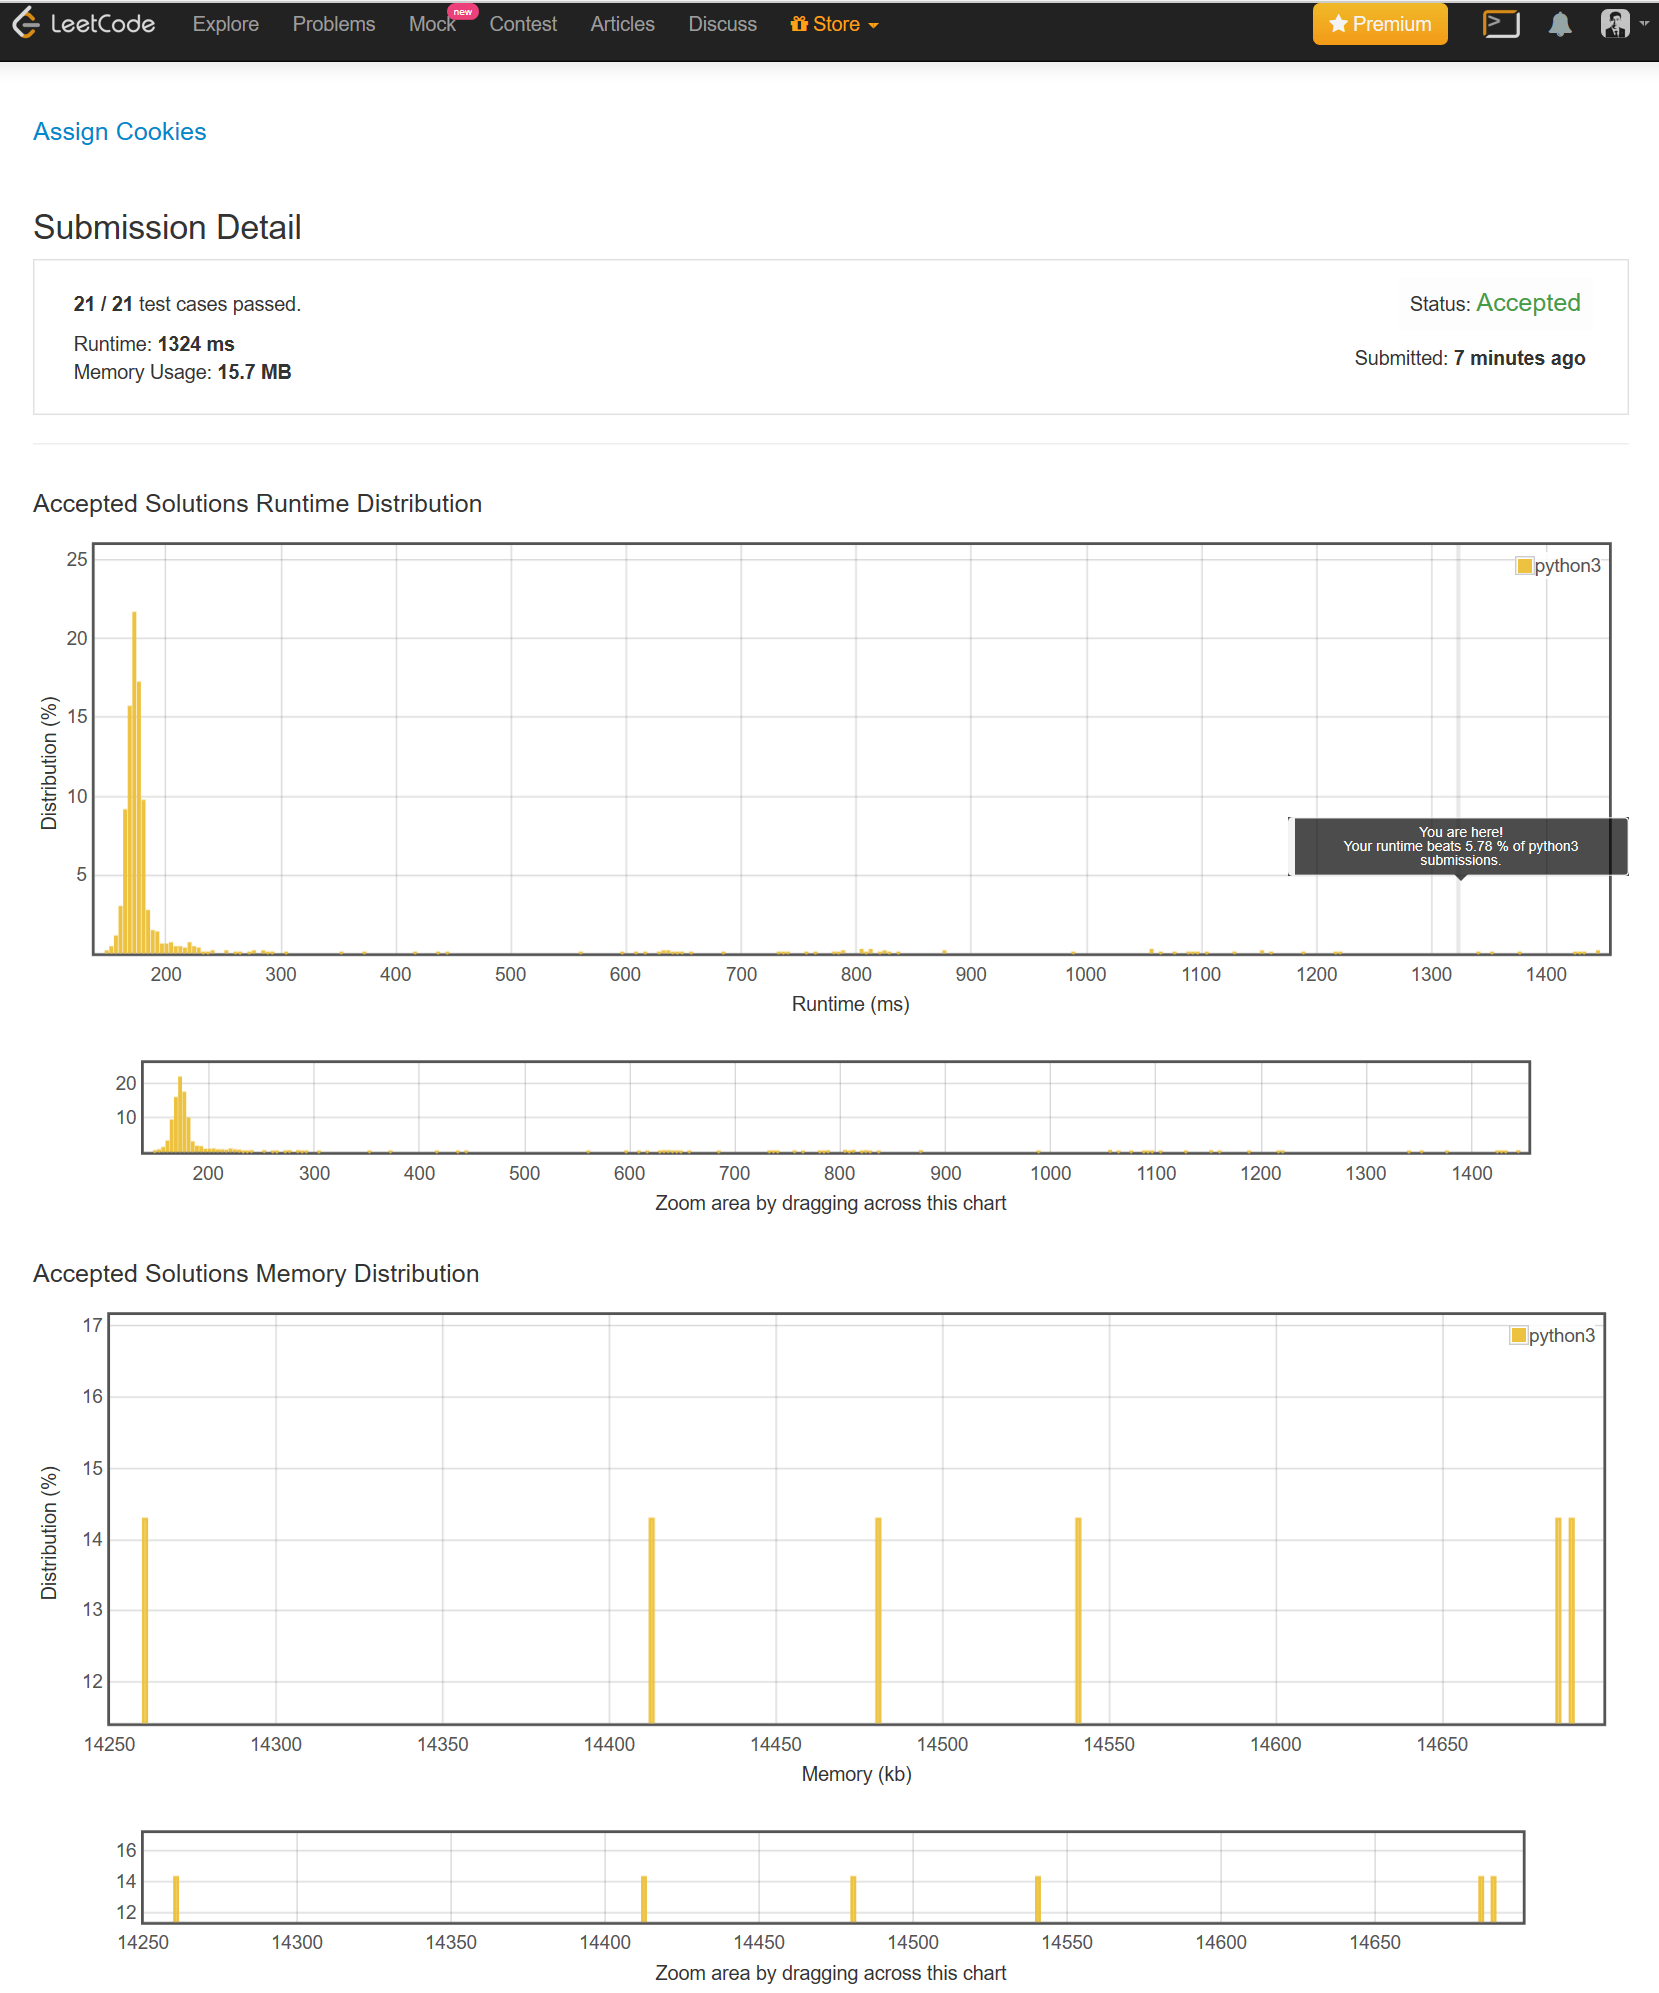 LeetCode Explore Problems Mock new Contest Articles Discuss Store Premium
Assign Cookies
Submission Detail
21 / 21 test cases passed.
Status: Accepted
Runtime: 1324 ms
Submitted: 7 minutes ago
Memory Usage: 15.7 MB
Accepted Solutions Runtime Distribution
25
20
15
10
5
Distribution (%)
python3
You are here!
Your runtime beats 5.78 % of python3
submissions.
200 300 400 500 600 700 800 900 1000 1100 1200 1300 1400
Runtime (ms)
20
10
200 300 400 500 600 700 800 900 1000 1100 1200 1300 1400
Zoom area by dragging across this chart
Accepted Solutions Memory Distribution
17
16
15
14
13
12
Distribution (%)
python3
14250 14300 14350 14400 14450 14500 14550 14600 14650
Memory (kb)
16
14
12
14250 14300 14350 14400 14450 14500 14550 14600 14650
Zoom area by dragging across this chart